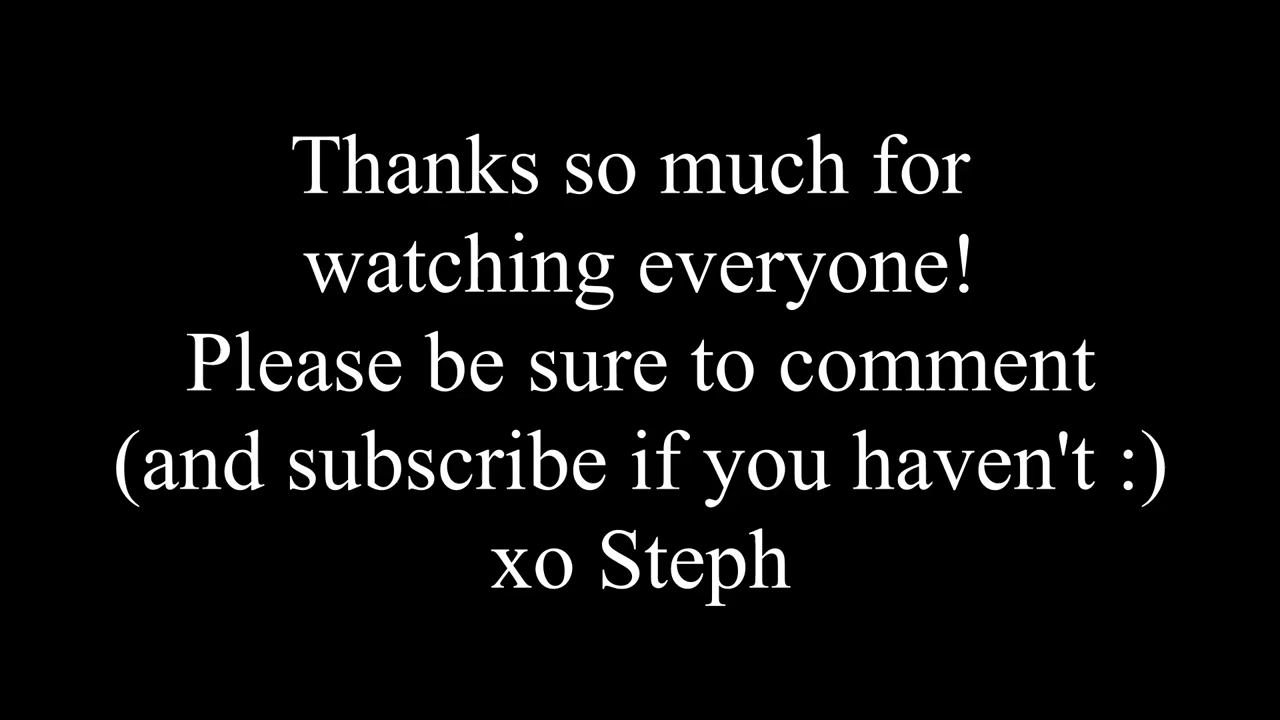 Thanks so much for
watching everyone!
Please be sure to comment
(and subscribe if you haven't :)
xo Steph